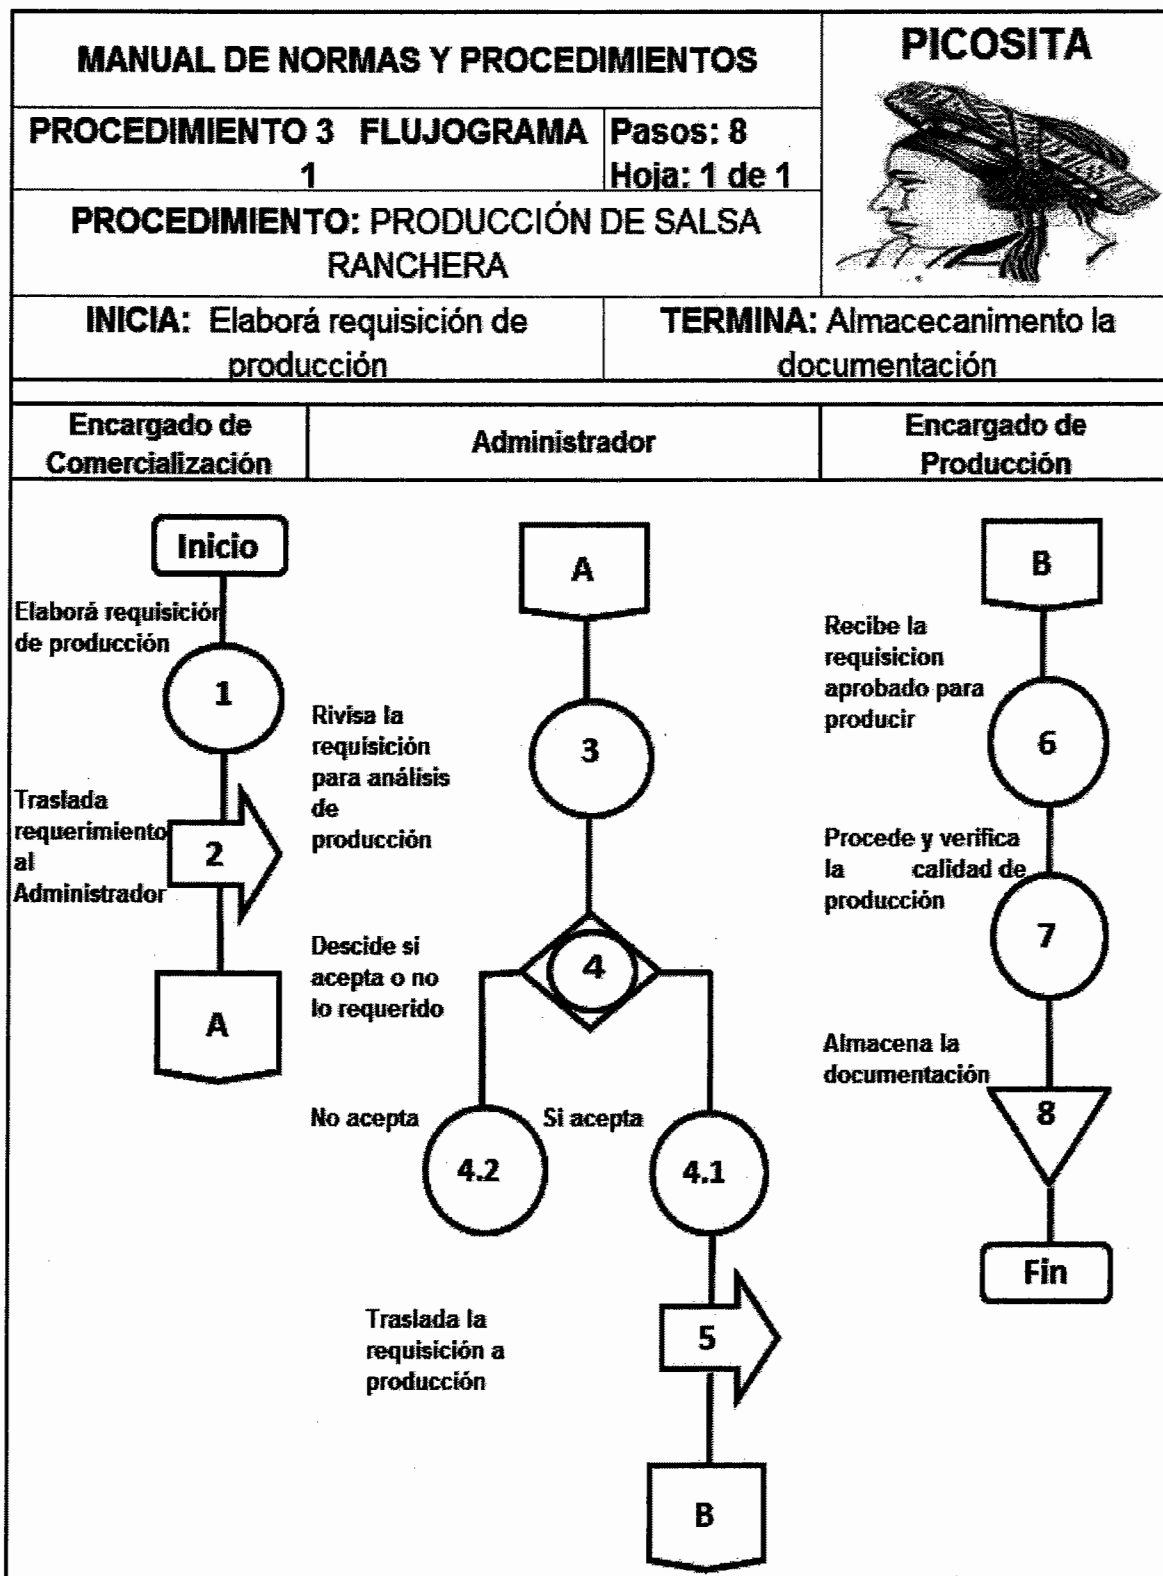 MANUAL DE NORMAS Y PROCEDIMIENTOS
PICOSITA
PROCEDIMIENTO 3 FLUJOGRAMA
1
Pasos: 8
Hoja: 1 de 1
PROCEDIMIENTO: PRODUCCIÓN DE SALSA
RANCHERA
INICIA: Elaborá requisición de
producción
TERMINA: Almacecanimento la
documentación
Encargado de
Comercialización
Administrador
Encargado de
Producción
Inicio
Elaborá requisición
de producción
1
Traslada
requerimiento
al
Administrador
2
A
A
Rivisa la
requisición
para análisis
de
producción
3
Descide si
acepta o no
lo requerido
4
No acepta
4.2
Si acepta
4.1
Traslada la
requisición a
producción
5
B
B
Recibe la
requisicion
aprobado para
producir
6
Procede y verifica
la calidad de
producción
7
Almacena la
documentación
8
Fin